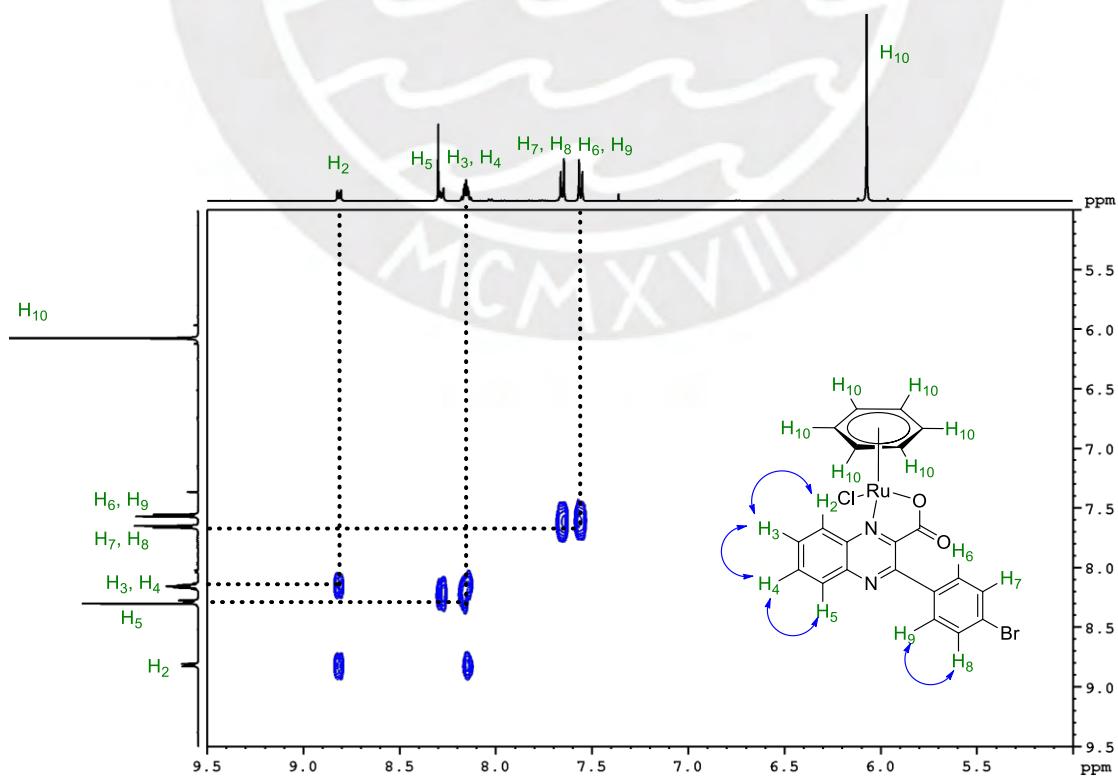 H10
H2
H5
H3, H4
H7, H8
H6, H9
ppm
MCMXVII
H10
H6, H9
H7, H8
H3, H4
H5
H2
5.5
6.0
6.5
7.0
7.5
8.0
8.5
9.0
9.5
H10
H10
H10
H10
H10
H10
Cl
Ru
O
H2
N
O
H3
H6
H7
H4
N
H5
H9
Br
H8
9.5
9.0
8.5
8.0
7.5
7.0
6.5
6.0
5.5
ppm